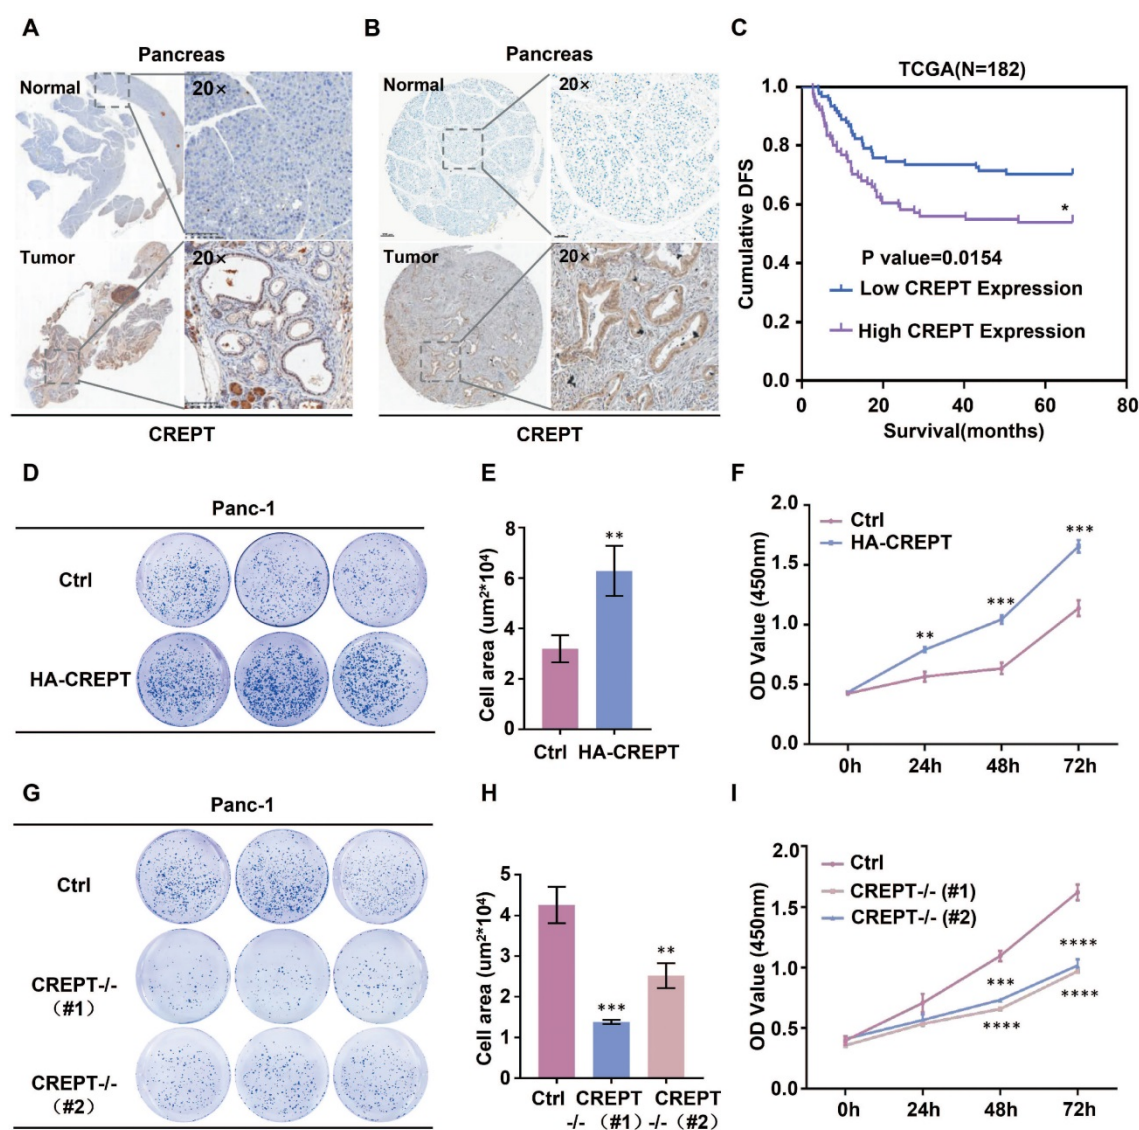 A
Pancreas
Normal
20×
Tumor
20×
CREPT
B
Pancreas
Normal
20×
Tumor
20×
CREPT
C
TCGA(N=182)
Cumulative DFS
1.0
0.8
0.6
0.4
0.2
0.0
*
P value=0.0154
Low CREPT Expression
High CREPT Expression
0
20
40
60
80
Survival(months)
D
Panc-1
Ctrl
HA-CREPT
E
Cell area (um²*10⁴)
8
6
4
2
0
**
Ctrl
HA-CREPT
F
OD Value (450nm)
2.0
1.5
1.0
0.5
0.0
Ctrl
HA-CREPT
**
***
***
0h
24h
48h
72h
G
Panc-1
Ctrl
CREPT-/-
（#1）
CREPT-/-
（#2）
H
Cell area (um²*10⁴)
5
4
3
2
1
0
***
**
Ctrl
CREPT
-/- （#1）
CREPT
-/-（#2）
I
OD Value (450nm)
2.0
1.5
1.0
0.5
0.0
Ctrl
CREPT-/- (#1)
CREPT-/- (#2)
***
****
****
****
0h
24h
48h
72h